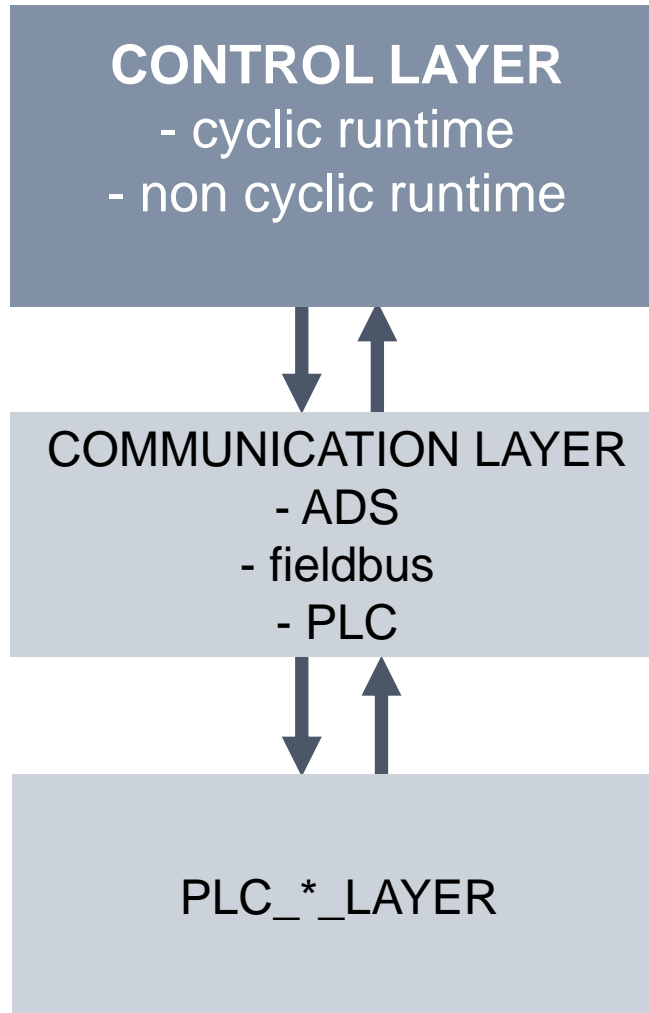 CONTROL LAYER
- cyclic runtime
- non cyclic runtime
COMMUNICATION LAYER
- ADS
- fieldbus
- PLC
PLC_*_LAYER